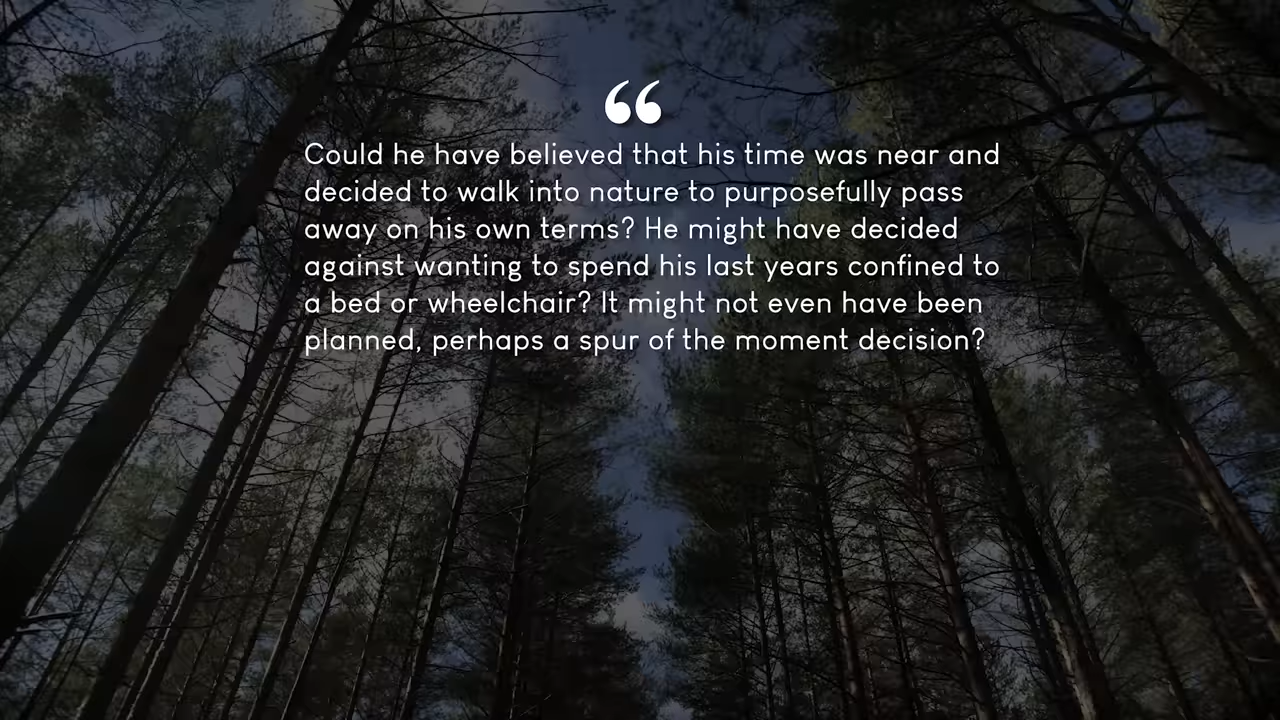 “
Could he have believed that his time was near and
decided to walk into nature to purposefully pass
away on his own terms? He might have decided
against wanting to spend his last years confined to
a bed or wheelchair? It might not even have been
planned, perhaps a spur of the moment decision?